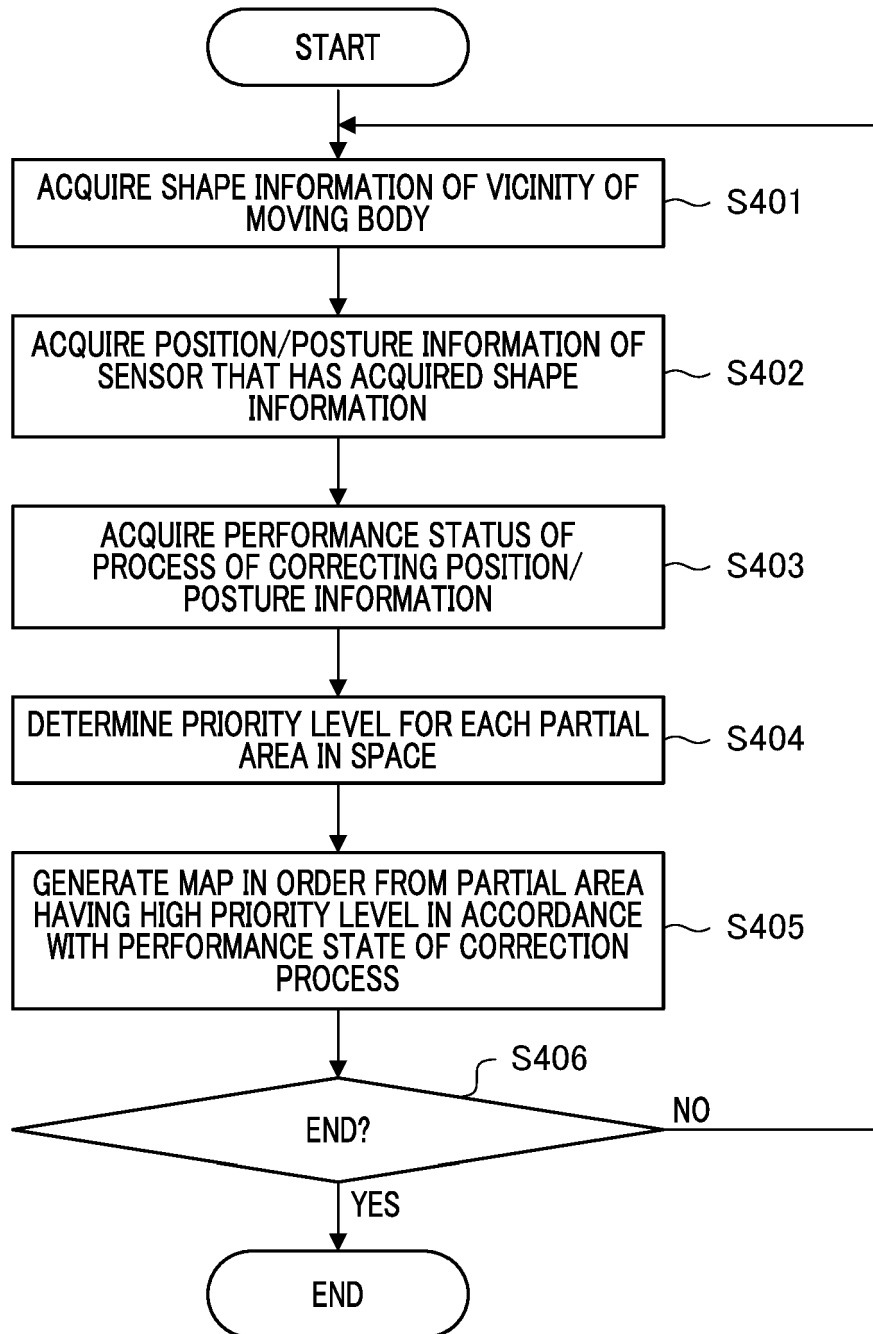 START
ACQUIRE SHAPE INFORMATION OF VICINITY OF
MOVING BODY
S401
ACQUIRE POSITION/POSTURE INFORMATION OF
SENSOR THAT HAS ACQUIRED SHAPE
INFORMATION
S402
ACQUIRE PERFORMANCE STATUS OF
PROCESS OF CORRECTING POSITION/
POSTURE INFORMATION
S403
DETERMINE PRIORITY LEVEL FOR EACH PARTIAL
AREA IN SPACE
S404
GENERATE MAP IN ORDER FROM PARTIAL AREA
HAVING HIGH PRIORITY LEVEL IN ACCORDANCE
WITH PERFORMANCE STATE OF CORRECTION
PROCESS
S405
S406
END?
NO
YES
END